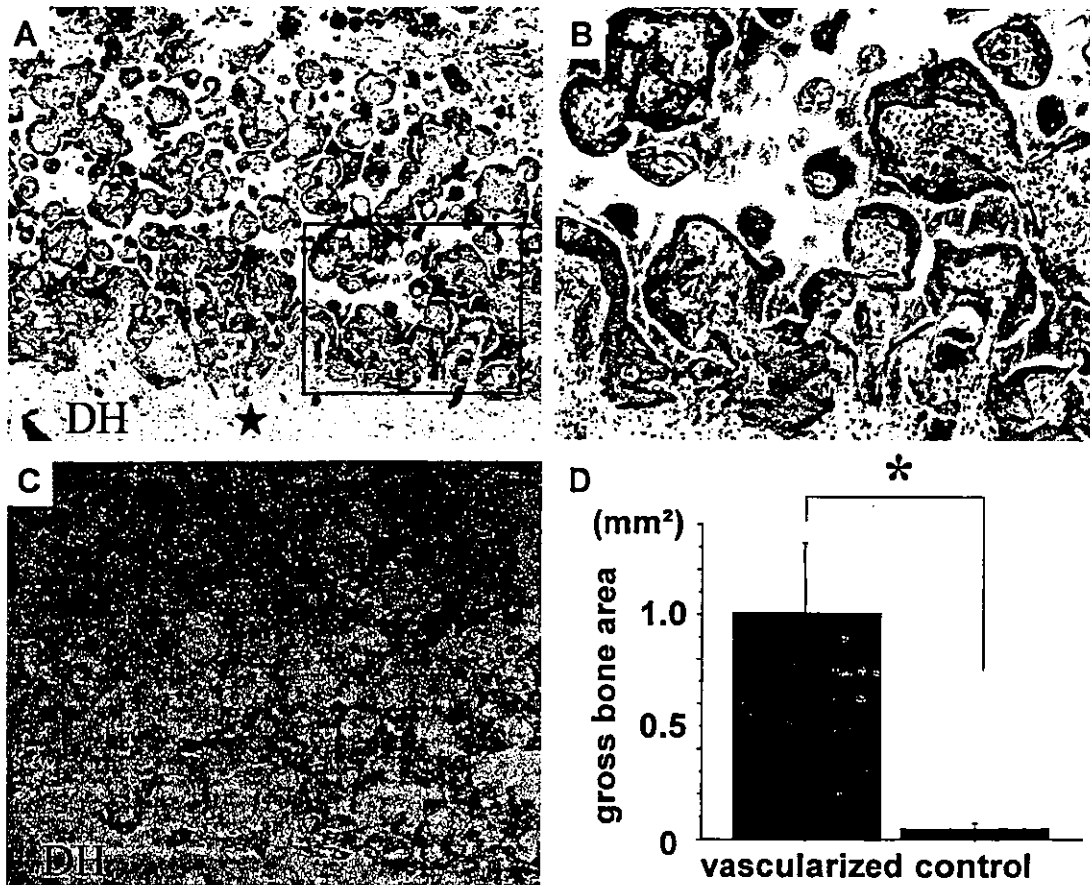 A
B
DH ★
C
DH
D
*
(mm²)
gross bone area
1.0
0.5
0
vascularized control